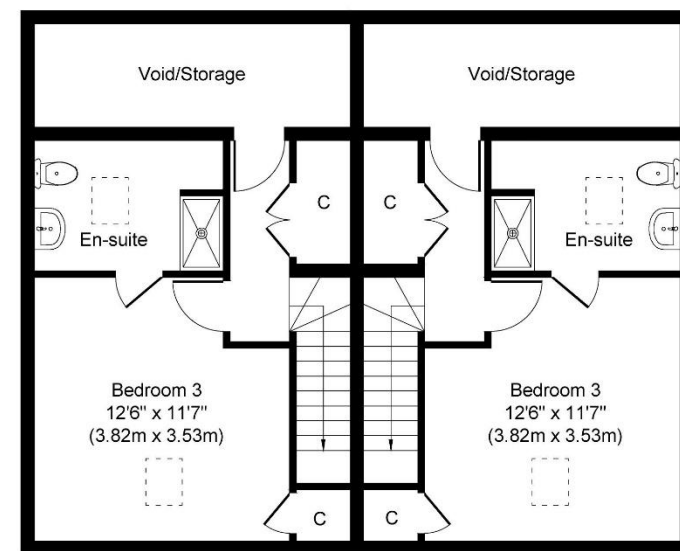 Void/Storage
Void/Storage
C
C
En-suite
En-suite
Bedroom 3
12'6" x 11'7"
(3.82m x 3.53m)
Bedroom 3
12'6" x 11'7"
(3.82m x 3.53m)
C
C